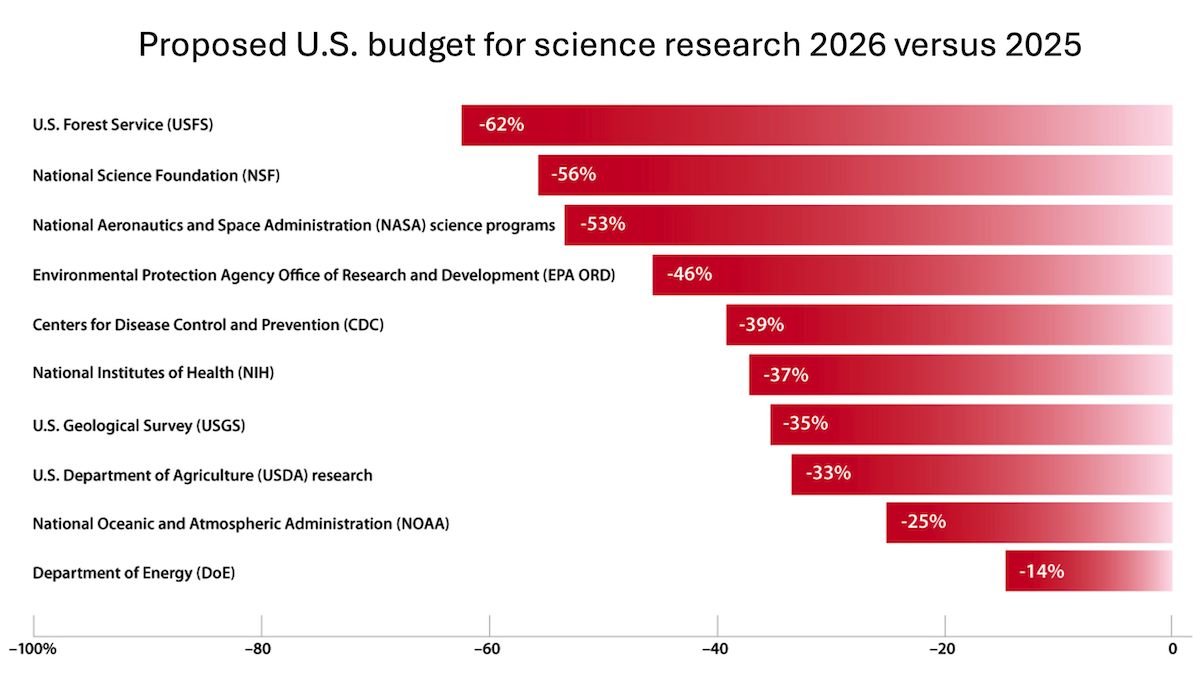 Proposed U.S. budget for science research 2026 versus 2025
U.S. Forest Service (USFS) -62%
National Science Foundation (NSF) -56%
National Aeronautics and Space Administration (NASA) science programs -53%
Environmental Protection Agency Office of Research and Development (EPA ORD) -46%
Centers for Disease Control and Prevention (CDC) -39%
National Institutes of Health (NIH) -37%
U.S. Geological Survey (USGS) -35%
U.S. Department of Agriculture (USDA) research -33%
National Oceanic and Atmospheric Administration (NOAA) -25%
Department of Energy (DoE) -14%
–100% –80 –60 –40 –20 0